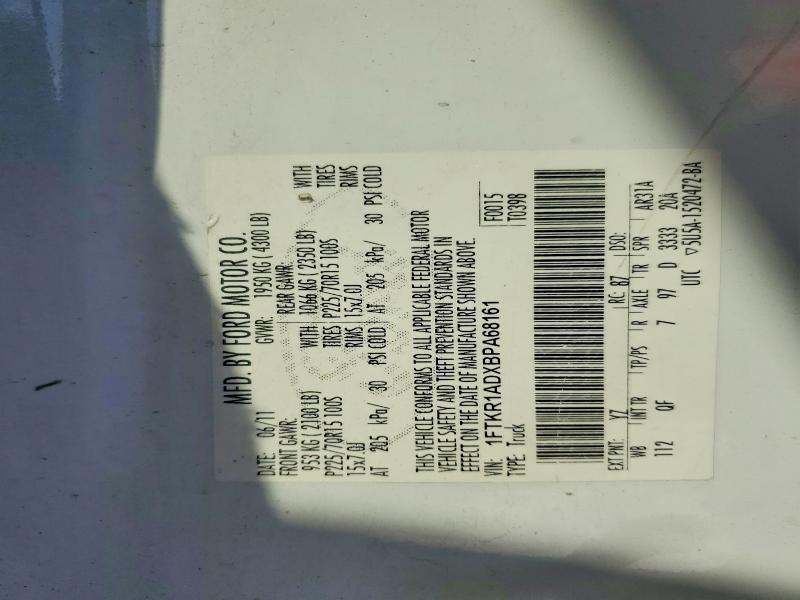 MFD. BY FORD MOTOR CO.
DATE: 06/11 GVWR: 1950 KG ( 4300 LB)
FRONT GAWR: REAR GAWR:
953 KG ( 2100 LB) WITH 1066 KG ( 2350 LB) WITH
P225/70R15 100S TIRES P225/70R15 100S TIRES
15x7.0J RIMS 15x7.0J RIMS
AT 205 kPa/ 30 PSI COLD AT 205 kPa/ 30 PSI COLD
THIS VEHICLE CONFORMS TO ALL APPLICABLE FEDERAL MOTOR
VEHICLE SAFETY AND THEFT PREVENTION STANDARDS IN
EFFECT ON THE DATE OF MANUFACTURE SHOWN ABOVE.
VIN: 1FTKR1ADXBPA68161 F0015
TYPE: Truck T0398
EXT PNT: YZ RC: 87 DSO:
WB INT TR TP/PS R AXLE TR SPR AR31A
112 QF 7 97 D 3333 20A
UTC ▽5U5A-1520472-BA